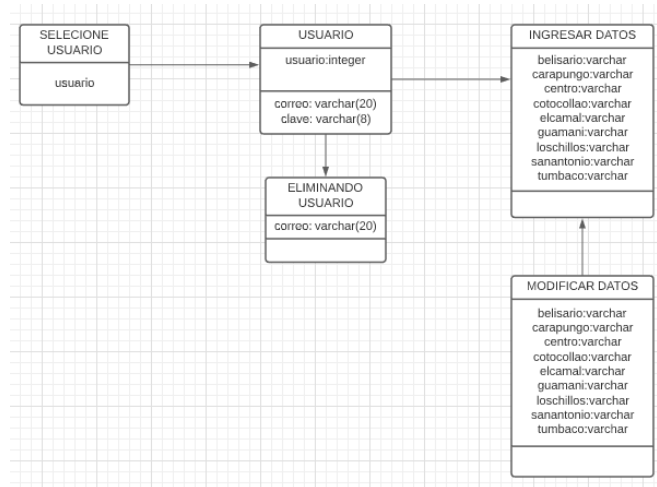 SELECIONE
USUARIO
usuario
USUARIO
usuario:integer
correo: varchar(20)
clave: varchar(8)
ELIMINANDO
USUARIO
correo: varchar(20)
INGRESAR DATOS
belisario:varchar
carapungo:varchar
centro:varchar
cotocollao:varchar
elcamal:varchar
guamani:varchar
loschillos:varchar
sanantonio:varchar
tumbaco:varchar
MODIFICAR DATOS
belisario:varchar
carapungo:varchar
centro:varchar
cotocollao:varchar
elcamal:varchar
guamani:varchar
loschillos:varchar
sanantonio:varchar
tumbaco:varchar